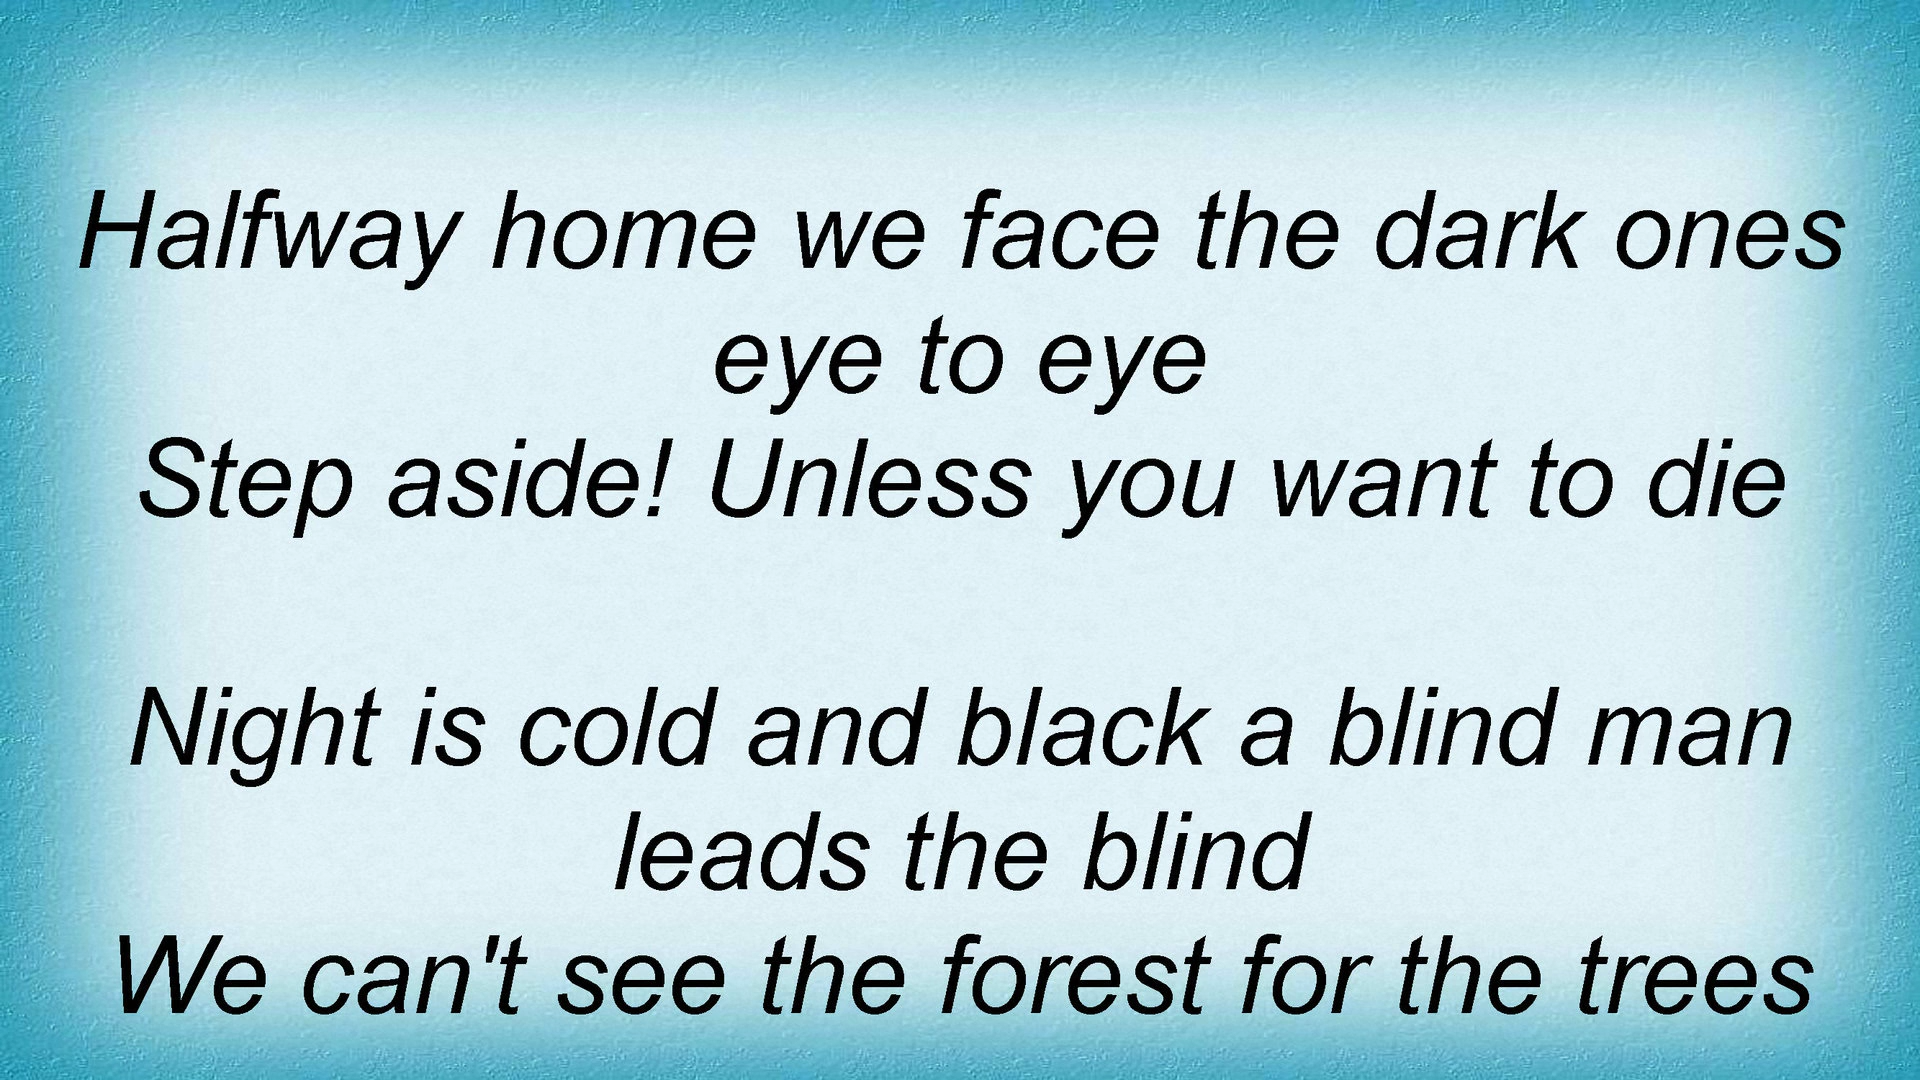 Halfway home we face the dark ones
eye to eye
Step aside! Unless you want to die
Night is cold and black a blind man
leads the blind
We can't see the forest for the trees